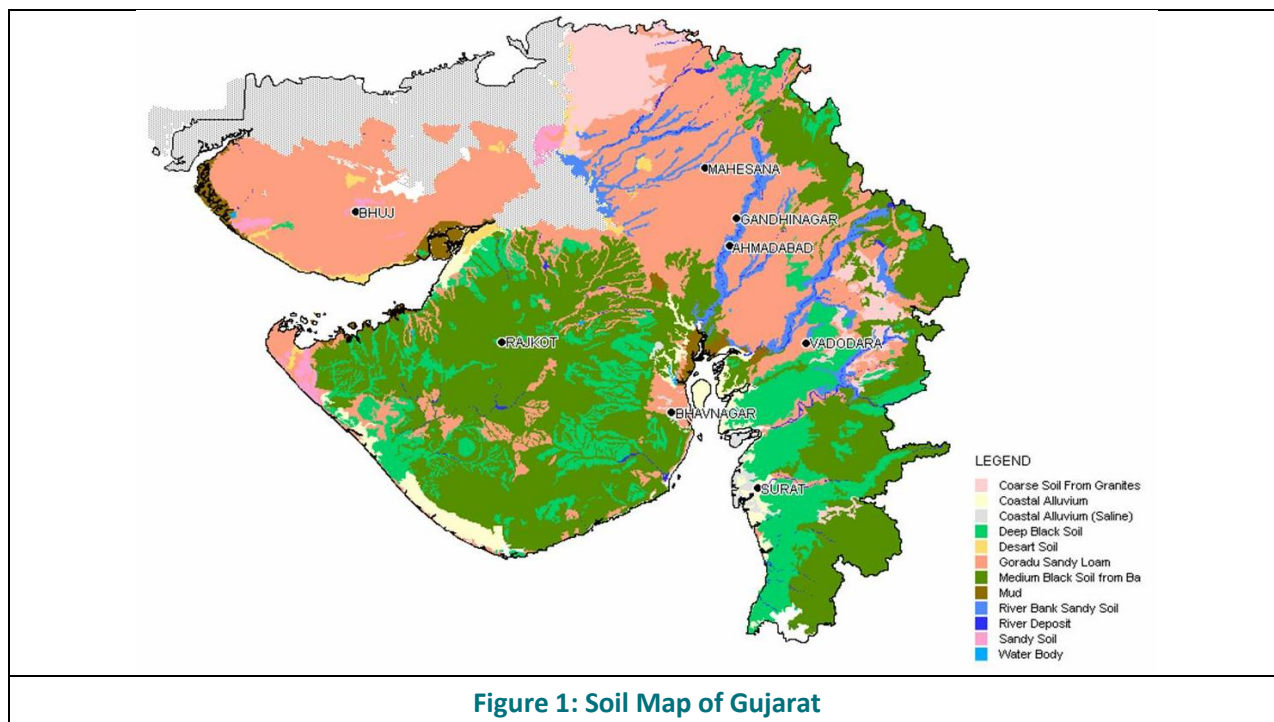 MAHESANA
BHUJ
GANDHINAGAR
AHMADABAD
RAJKOT
VADODARA
BHAVNAGAR
SURAT
LEGEND
Coarse Soil From Granites
Coastal Alluvium
Coastal Alluvium (Saline)
Deep Black Soil
Desart Soil
Goradu Sandy Loam
Medium Black Soil from Ba
Mud
River Bank Sandy Soil
River Deposit
Sandy Soil
Water Body
Figure 1: Soil Map of Gujarat